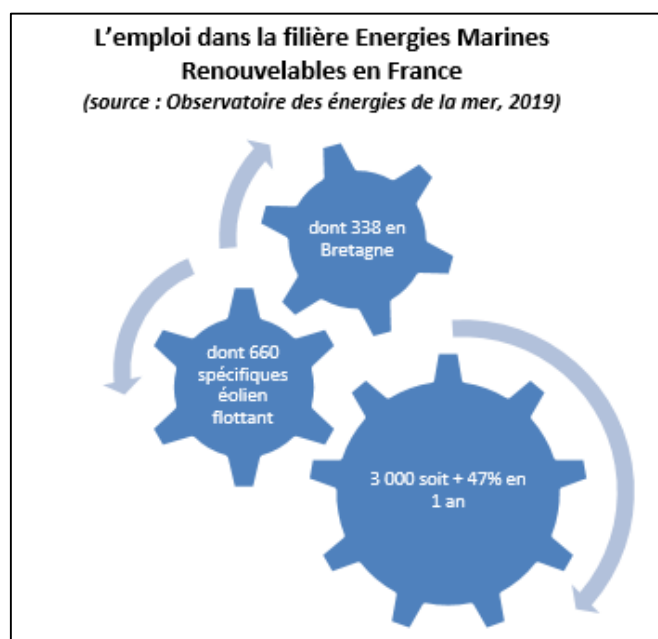 L'emploi dans la filière Energies Marines
Renouvelables en France
(source : Observatoire des énergies de la mer, 2019)
dont 338 en
Bretagne
dont 660
spécifiques
éolien
flottant
3 000 soit + 47% en
1 an